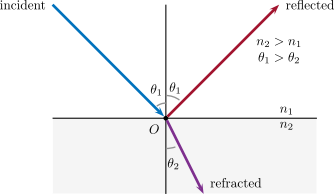 incident
reflected
n₂ > n₁
θ₁ > θ₂
θ₁ θ₁
n₁
O
n₂
θ₂
refracted